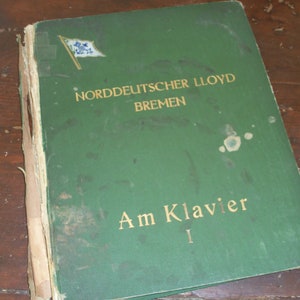 NORDDEUTSCHER LLOYD
BREMEN
Am Klavier
I